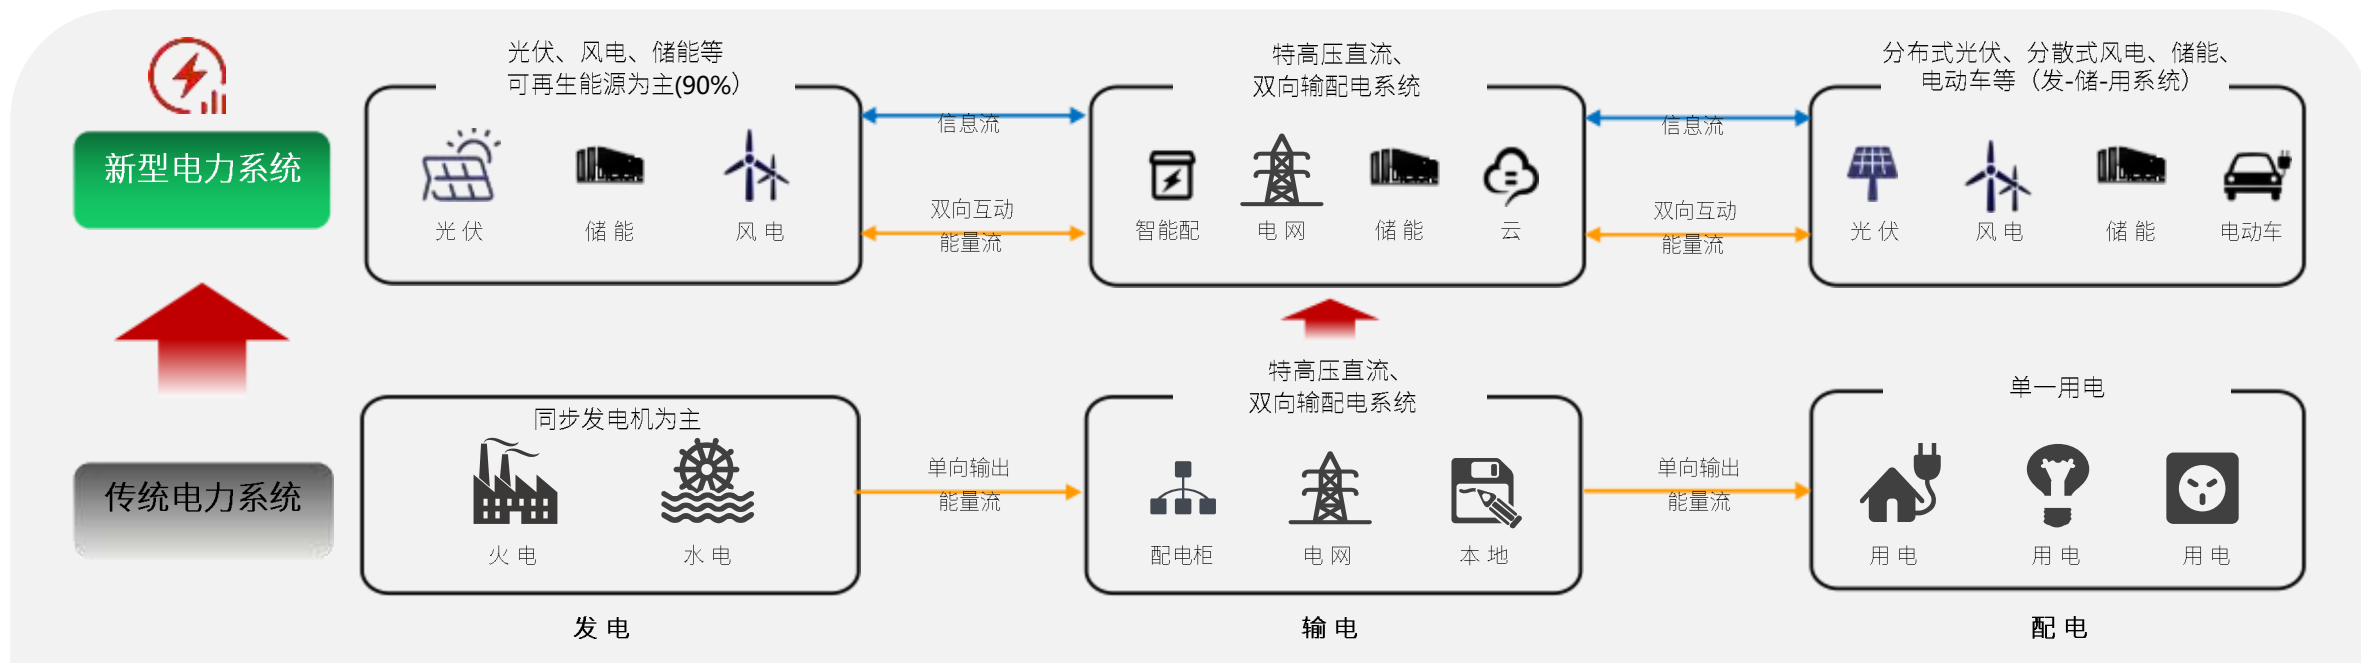 光伏、风电、储能等
可再生能源为主(90%）
特高压直流、
双向输配电系统
分布式光伏、分散式风电、储能、
电动车等（发-储-用系统）
新型电力系统
信息流
信息流
双向互动
能量流
双向互动
能量流
光 伏
储 能
风 电
智能配
电 网
储 能
云
光 伏
风 电
储 能
电动车
特高压直流、
双向输配电系统
单一用电
同步发电机为主
传统电力系统
单向输出
能量流
单向输出
能量流
火 电
水 电
配电柜
电 网
本 地
用 电
用 电
用 电
发 电
输 电
配 电